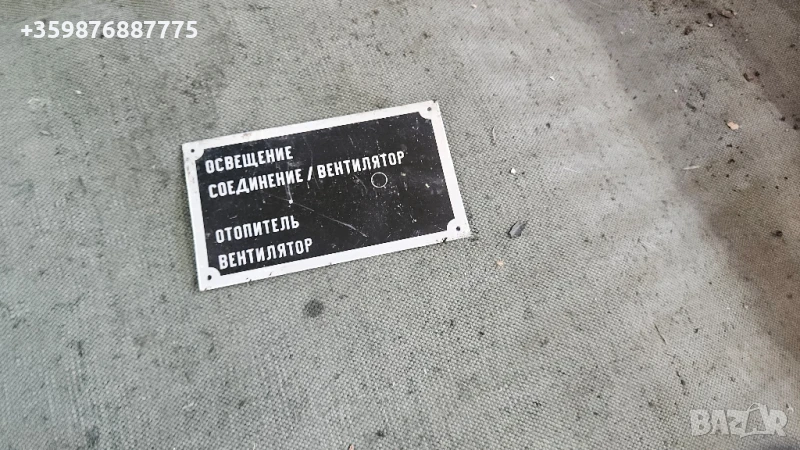 +359876887775
ОСВЕЩЕНИЕ
СОЕДИНЕНИЕ / ВЕНТИЛЯТОР
ОТОПИТЕЛЬ
ВЕНТИЛЯТОР
BAZAR